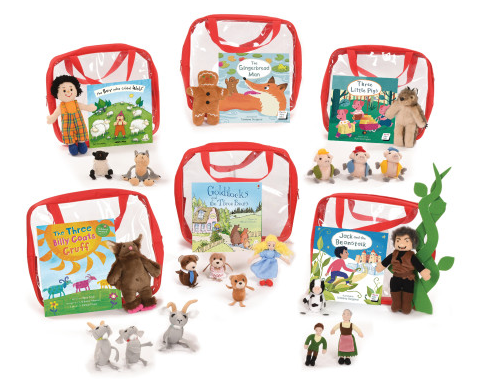 The Boy who cried Wolf
The
Gingerbread
Man
Three
Little Pigs
The Three
Billy Goats
Gruff
Goldilocks
and
the Three Bears
Jack and the
Beanstalk